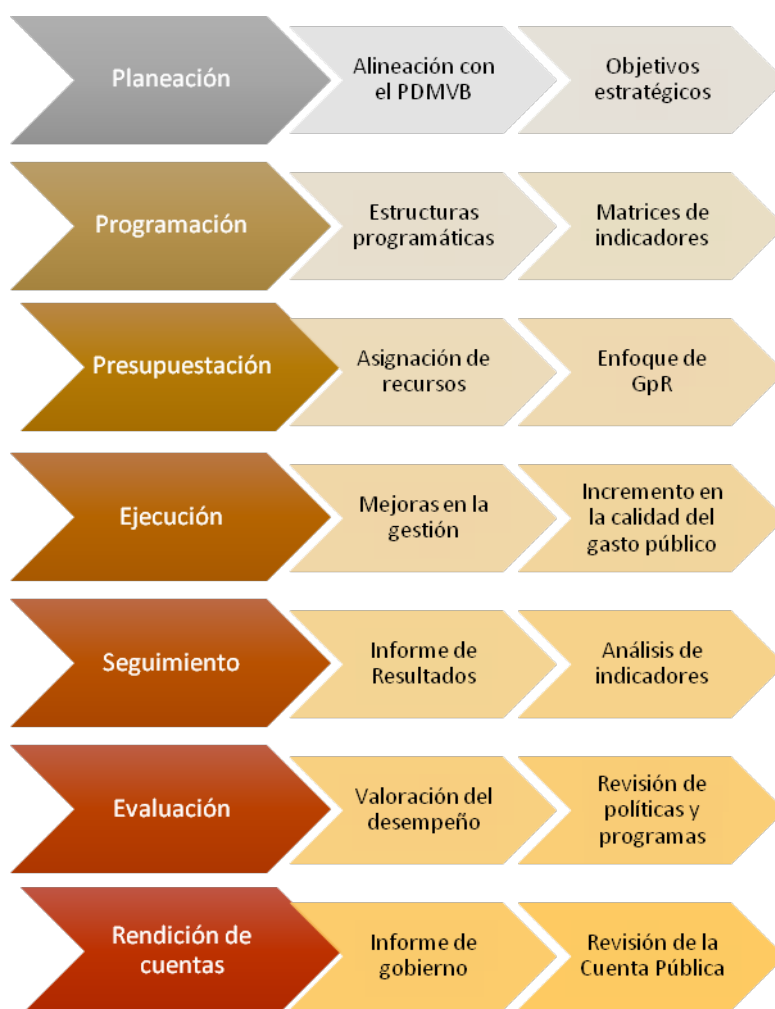 Planeación
Alineación con
el PDMVB
Objetivos
estratégicos
Programación
Estructuras
programáticas
Matrices de
indicadores
Presupuestación
Asignación de
recursos
Enfoque de
GpR
Ejecución
Mejoras en la
gestión
Incremento en
la calidad del
gasto público
Seguimiento
Informe de
Resultados
Análisis de
indicadores
Evaluación
Valoración del
desempeño
Revisión de
políticas y
programas
Rendición de
cuentas
Informe de
gobierno
Revisión de la
Cuenta Pública